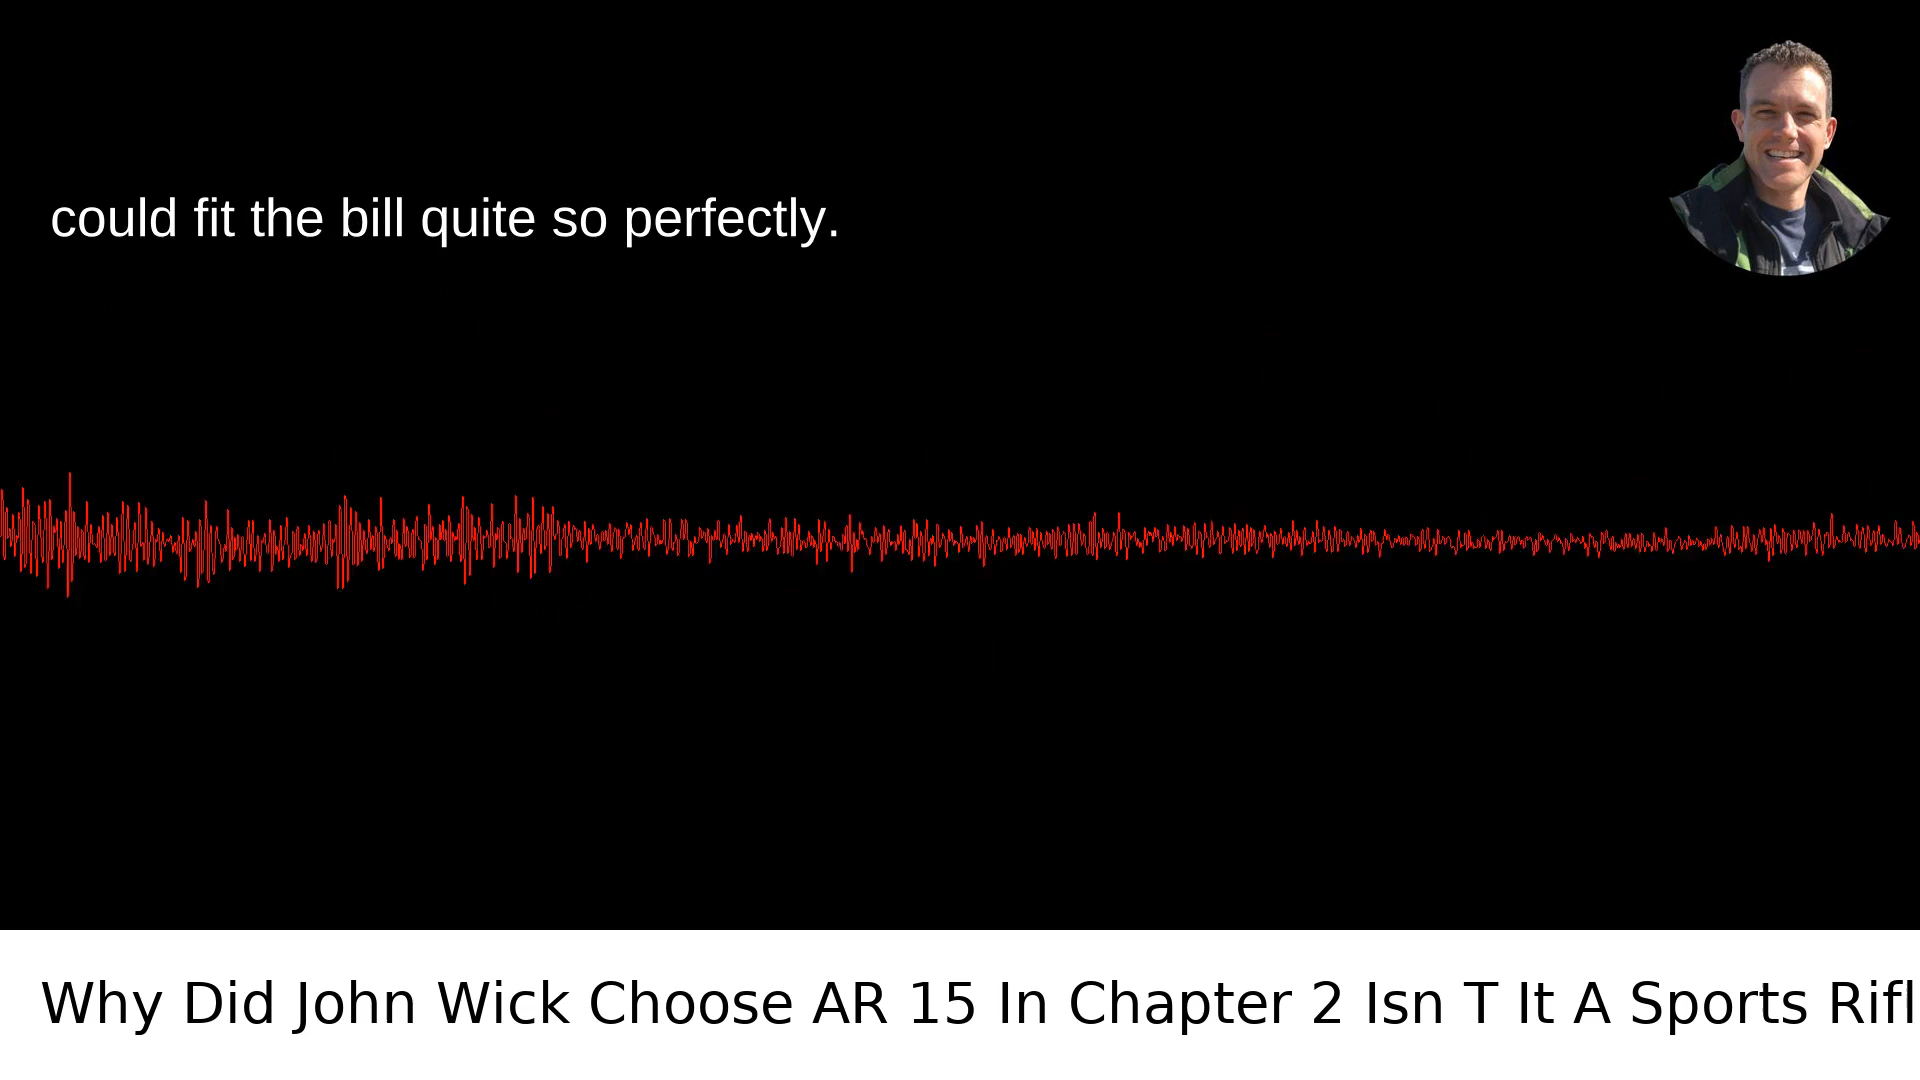 could fit the bill quite so perfectly.
Why Did John Wick Choose AR 15 In Chapter 2 Isn T It A Sports Rifl